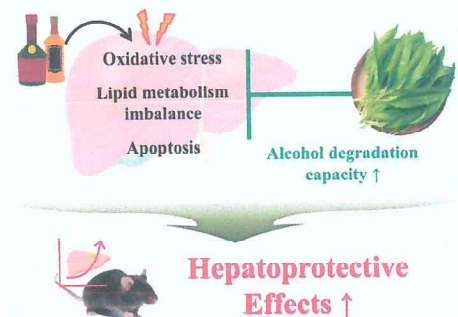 Oxidative stress
Lipid metabolism
imbalance
Apoptosis
Alcohol degradation
capacity ↑
Hepatoprotective
Effects ↑